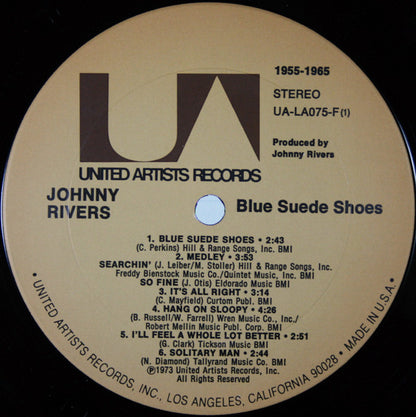 UA
1955-1965
STEREO
UA-LA075-F(1)
Produced by
Johnny Rivers
UNITED ARTISTS RECORDS
JOHNNY
RIVERS
Blue Suede Shoes
1. BLUE SUEDE SHOES • 2:43
(C. Perkins) Hill & Range Songs, Inc. BMI
2. MEDLEY • 3:53
SEARCHIN' (J. Leiber/M. Stoller) Hill & Range Songs, Inc.
Freddy Bienstock Music Co./Quintet Music, Inc. BMI
SO FINE (J. Otis) Eldorado Music BMI
3. IT'S ALL RIGHT • 3:14
(C. Mayfield) Curtom Publ. BMI
4. HANG ON SLOOPY • 4:26
(B. Russell/W. Farrell) Wren Music Co., Inc./
Robert Mellin Music Publ. Corp. BMI
5. I'LL FEEL A WHOLE LOT BETTER • 2:51
(G. Clark) Tickson Music BMI
6. SOLITARY MAN • 2:44
(N. Diamond) Tallyrand Music BMI
℗1973 United Artists Records, Inc.
• UNITED ARTISTS RECORDS, INC., LOS ANGELES, CALIFORNIA 90028 • MADE IN U.S.A. •